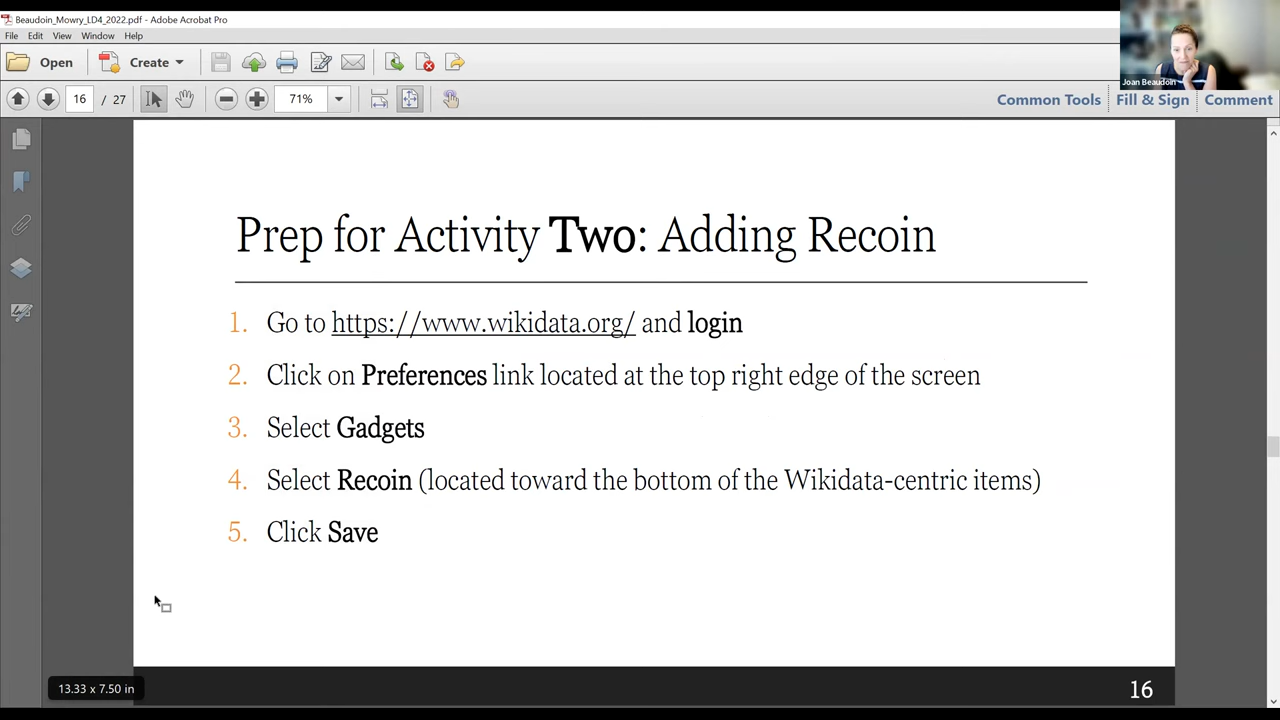 Beaudoin_Mowry_LD4_2022.pdf - Adobe Acrobat Pro
File Edit View Window Help
Open Create
16 / 27 71% Common Tools Fill & Sign Comment
Joan Beaudoin
Prep for Activity Two: Adding Recoin
1. Go to https://www.wikidata.org/ and login
2. Click on Preferences link located at the top right edge of the screen
3. Select Gadgets
4. Select Recoin (located toward the bottom of the Wikidata-centric items)
5. Click Save
13.33 x 7.50 in
16